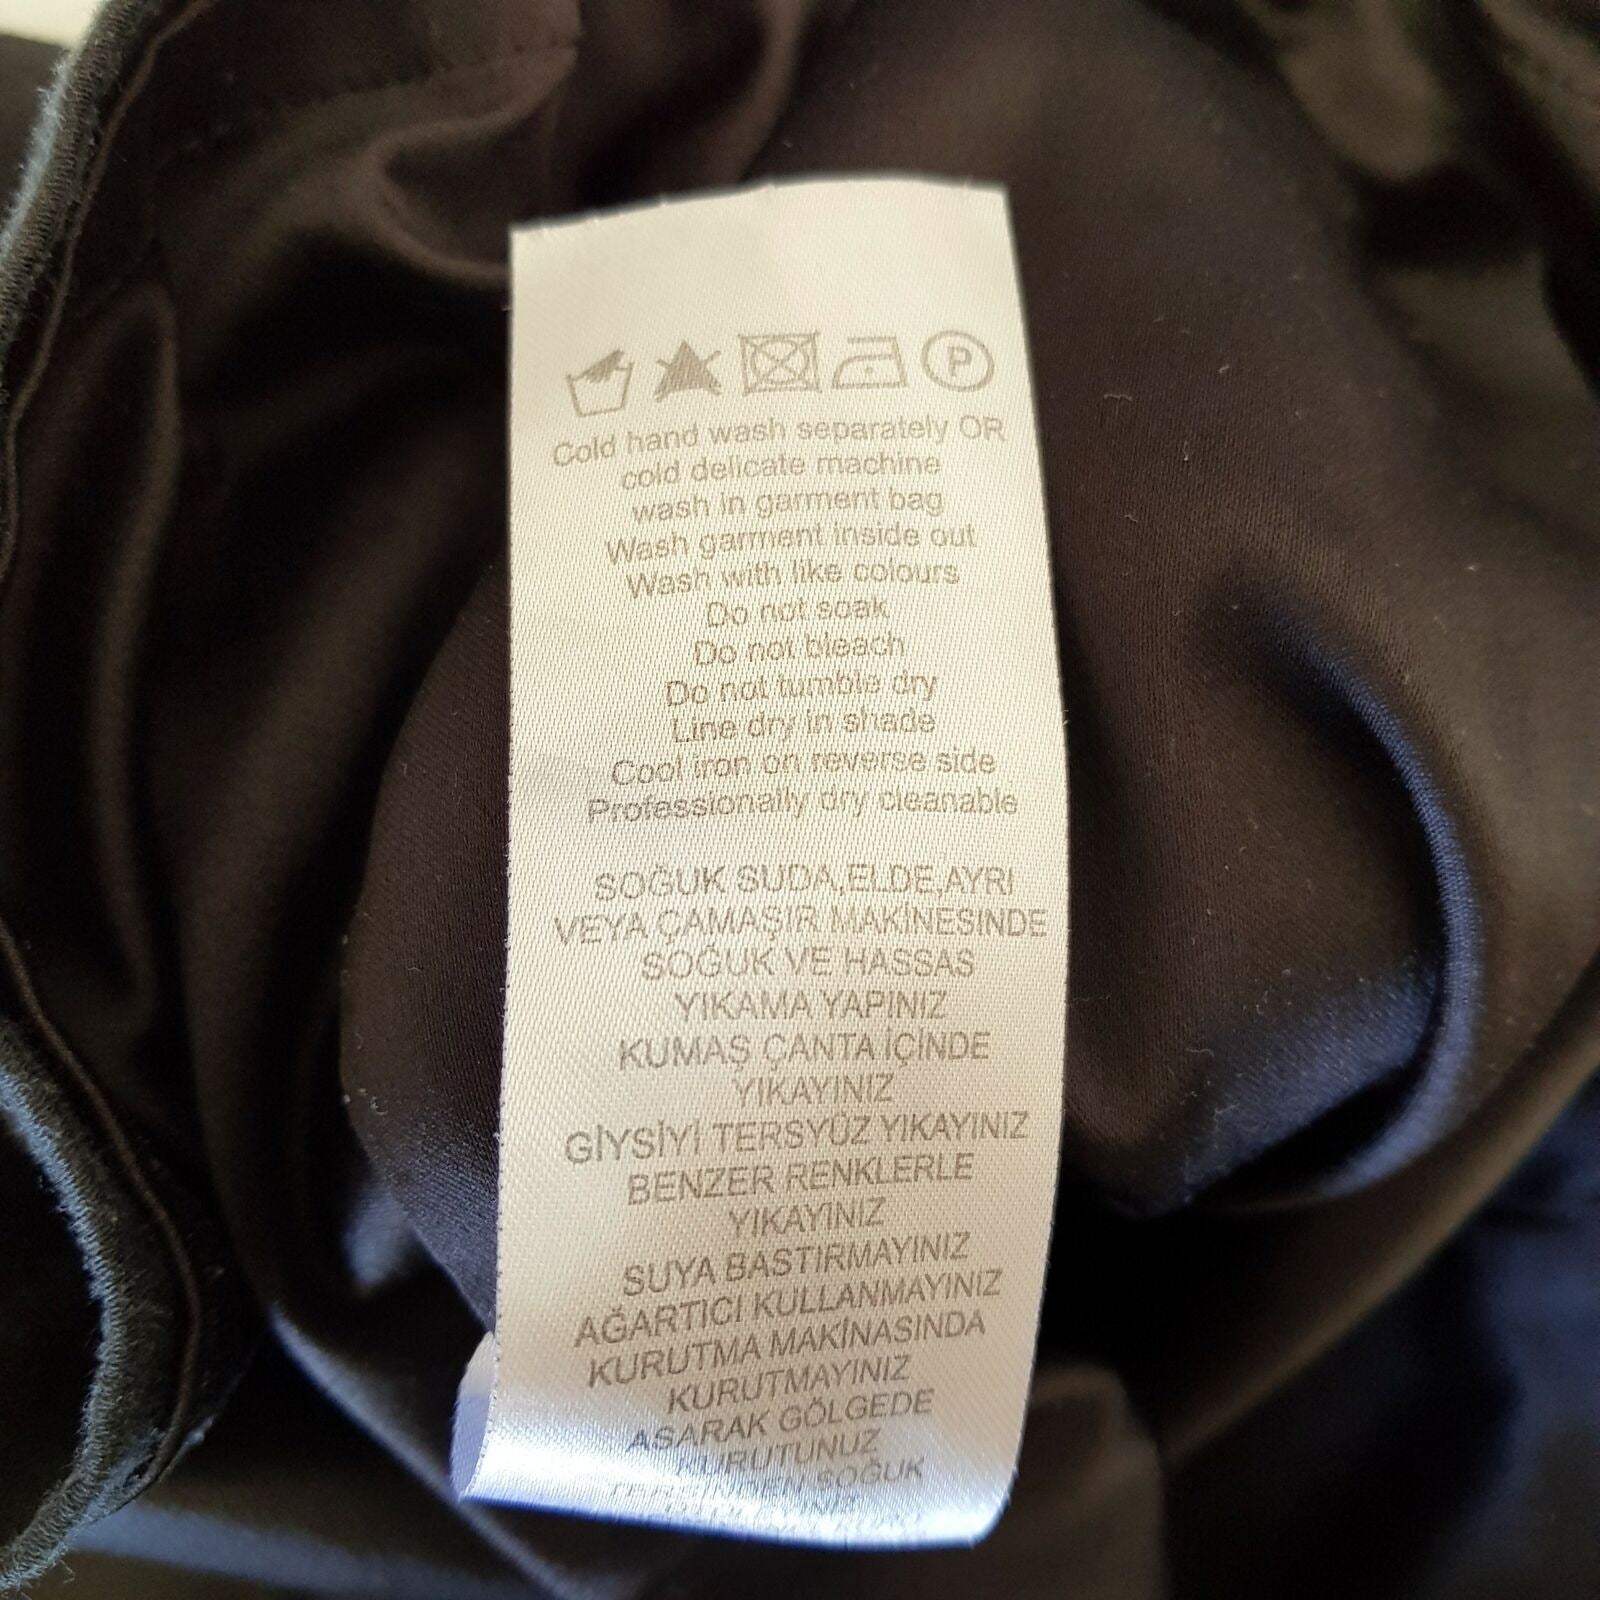 P
Cold hand wash separately OR
cold delicate machine
wash in garment bag
Wash garment inside out
Wash with like colours
Do not soak
Do not bleach
Do not tumble dry
Line dry in shade
Cool iron on reverse side
Professionally dry cleanable
SOĞUK SUDA,ELDE,AYRI
VEYA ÇAMAŞIR MAKİNESINDE
SOĞUK VE HASSAS
YIKAMA YAPINIZ
KUMAŞ ÇANTA İÇİNDE
YIKAYINIZ
GİYSİYİ TERSYÜZ YIKAYINIZ
BENZER RENKLERLE
YIKAYINIZ
SUYA BASTIRMAYINIZ
AĞARTICI KULLANMAYINIZ
KURUTMA MAKİNASINDA
KURUTMAYINIZ
ASARAK GÖLGEDE
KURUTUNUZ
SOĞUK